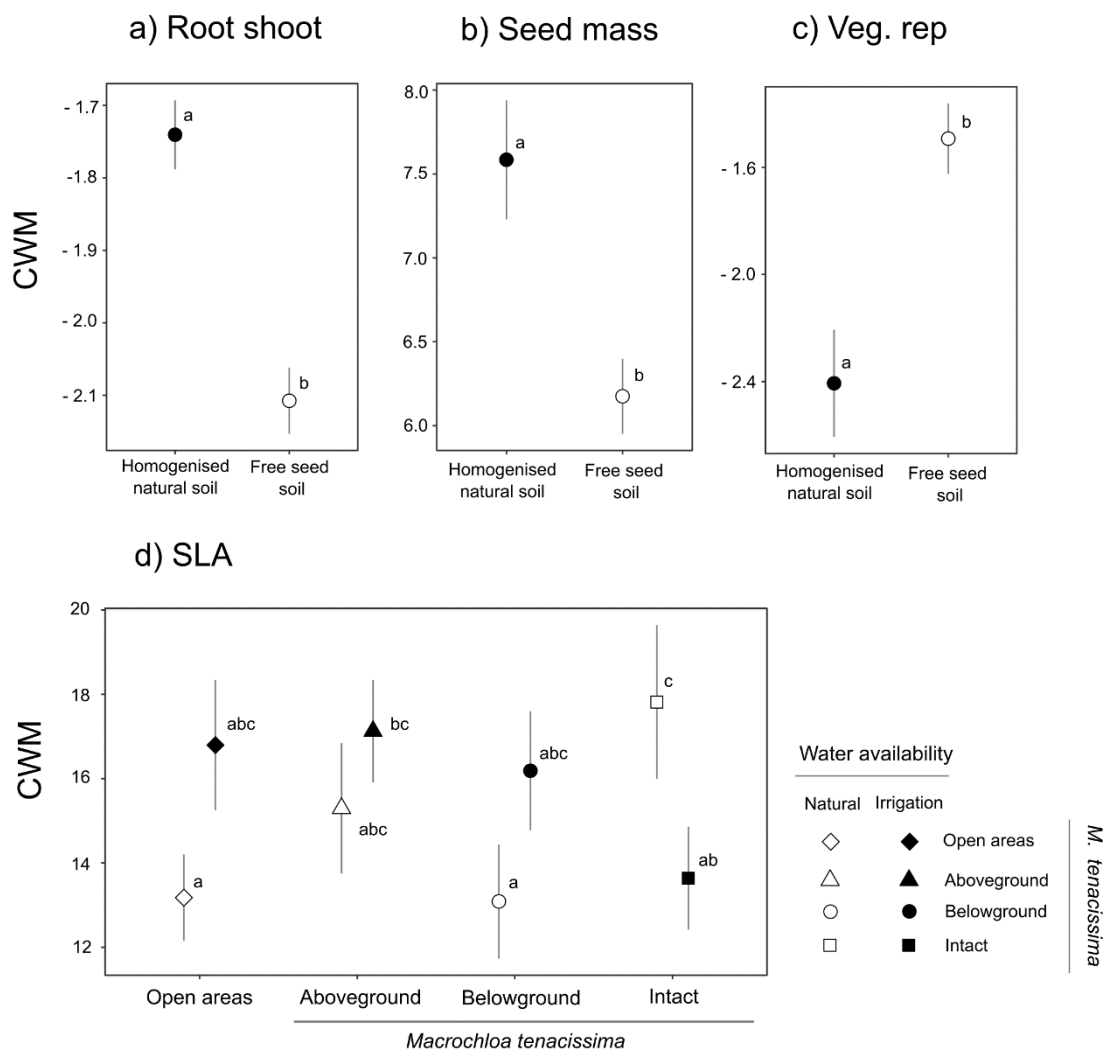 a) Root shoot
b) Seed mass
c) Veg. rep
CWM
- 1.7
- 1.8
- 1.9
- 2.0
- 2.1
a
b
Homogenised
natural soil
Free seed
soil
8.0
7.5
7.0
6.5
6.0
a
b
Homogenised
natural soil
Free seed
soil
- 1.6
- 2.0
- 2.4
a
b
Homogenised
natural soil
Free seed
soil
d) SLA
CWM
20
18
16
14
12
a
abc
abc
bc
a
abc
c
ab
Open areas
Aboveground
Belowground
Intact
Macrochloa tenacissima
Water availability
Natural
Irrigation
Open areas
Aboveground
Belowground
Intact
M. tenacissima